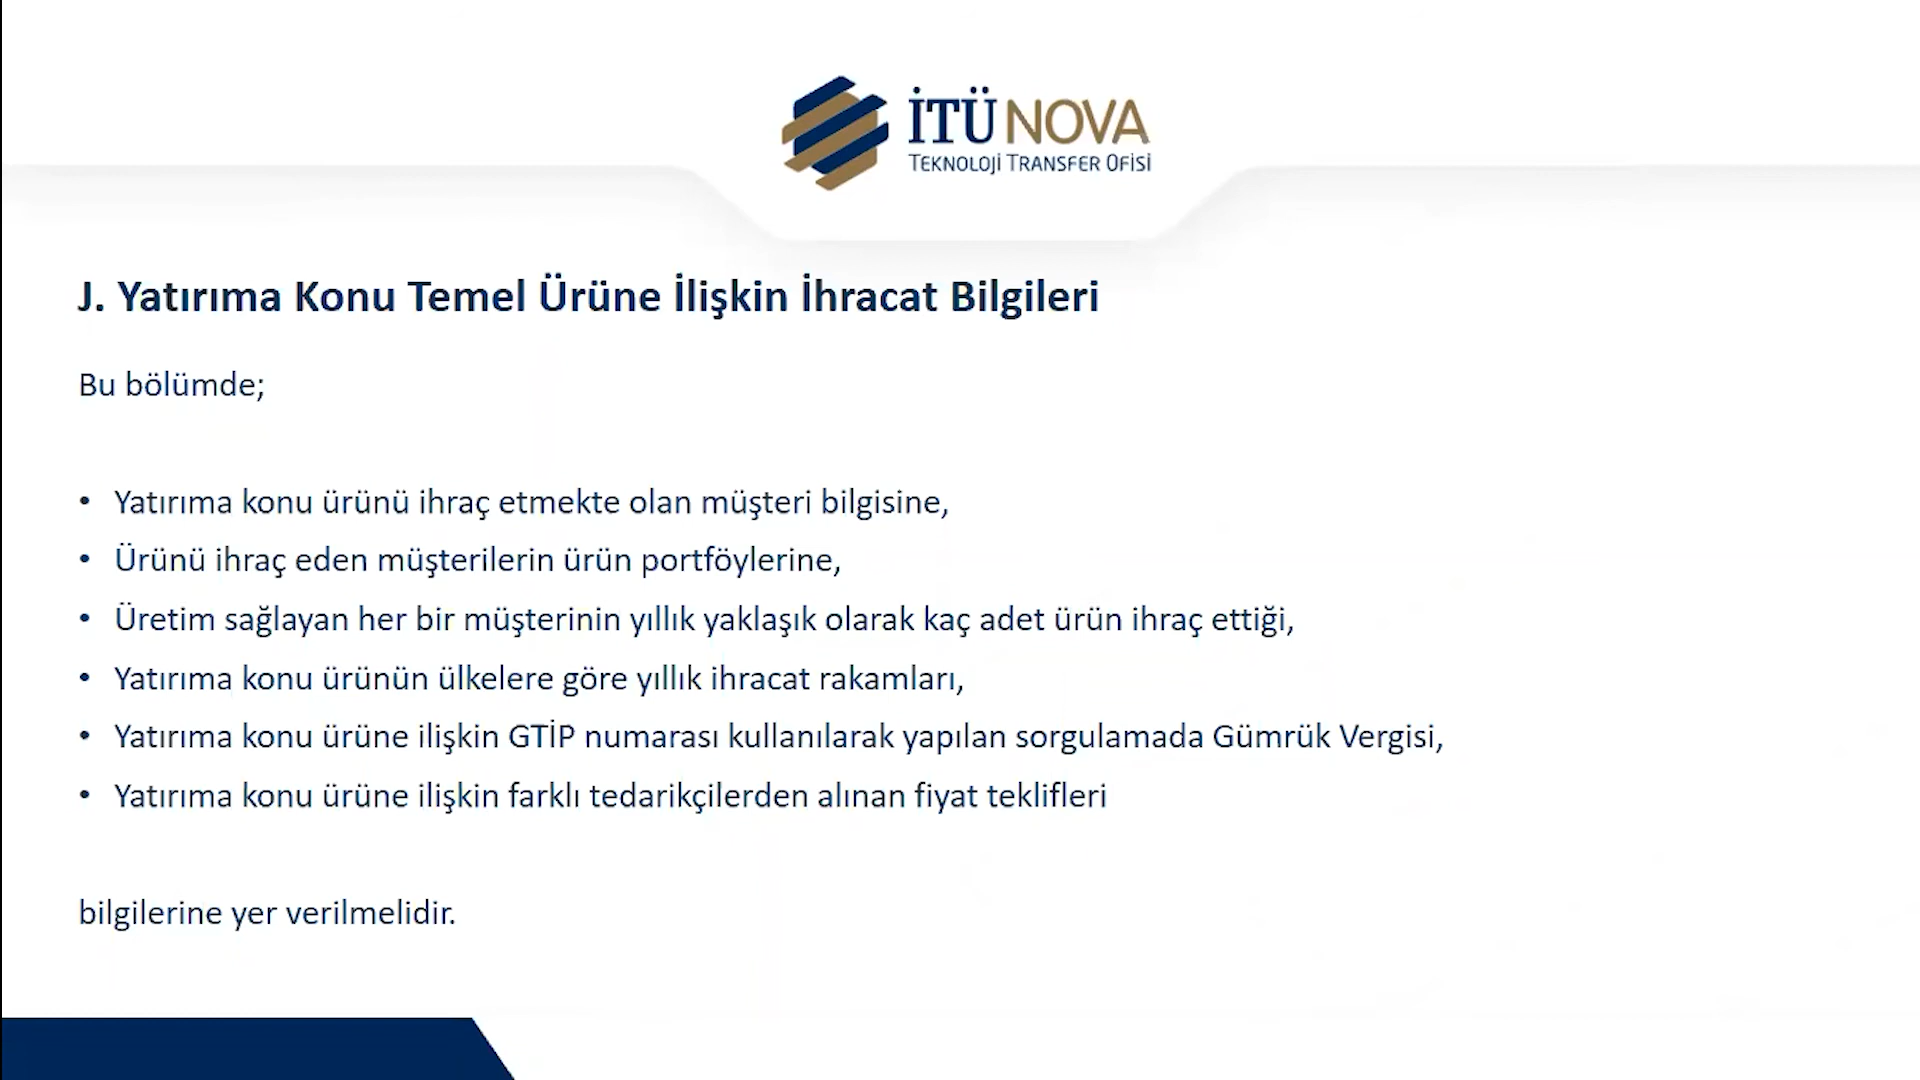 İTÜ NOVA
TEKNOLOJİ TRANSFER OFİSİ
J. Yatırıma Konu Temel Ürüne İlişkin İhracat Bilgileri
Bu bölümde;
• Yatırıma konu ürünü ihraç etmekte olan müşteri bilgisine,
• Ürünü ihraç eden müşterilerin ürün portföylerine,
• Üretim sağlayan her bir müşterinin yıllık yaklaşık olarak kaç adet ürün ihraç ettiği,
• Yatırıma konu ürünün ülkelere göre yıllık ihracat rakamları,
• Yatırıma konu ürüne ilişkin GTİP numarası kullanılarak yapılan sorgulamada Gümrük Vergisi,
• Yatırıma konu ürüne ilişkin farklı tedarikçilerden alınan fiyat teklifleri
bilgilerine yer verilmelidir.